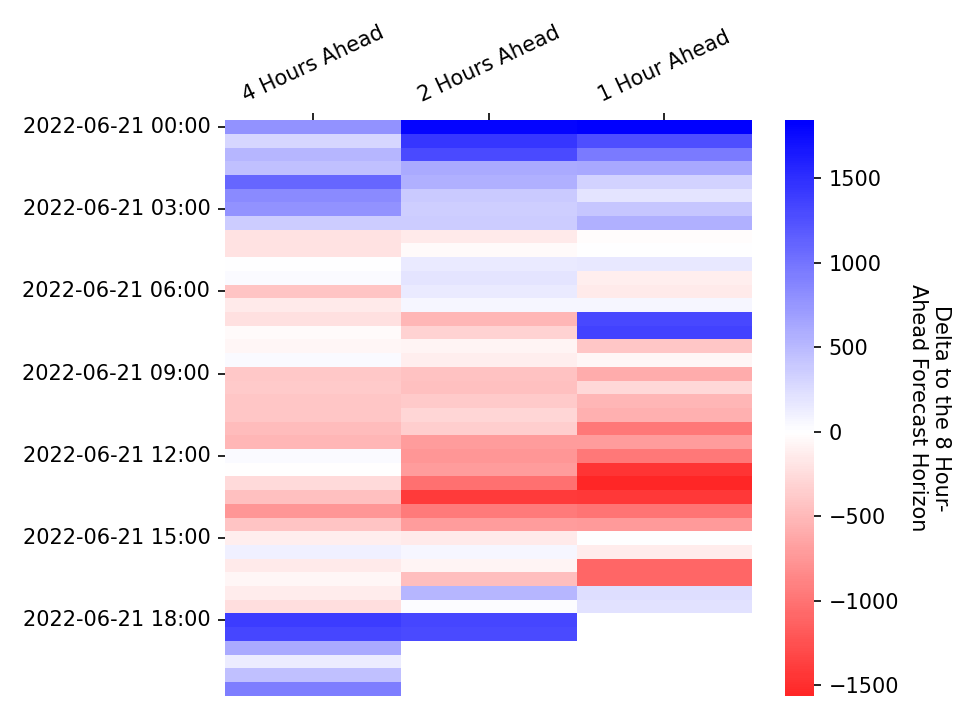 4 Hours Ahead
2 Hours Ahead
1 Hour Ahead
2022-06-21 00:00
2022-06-21 03:00
2022-06-21 06:00
2022-06-21 09:00
2022-06-21 12:00
2022-06-21 15:00
2022-06-21 18:00
1500
1000
500
0
−500
−1000
−1500
Delta to the 8 Hour-
Ahead Forecast Horizon